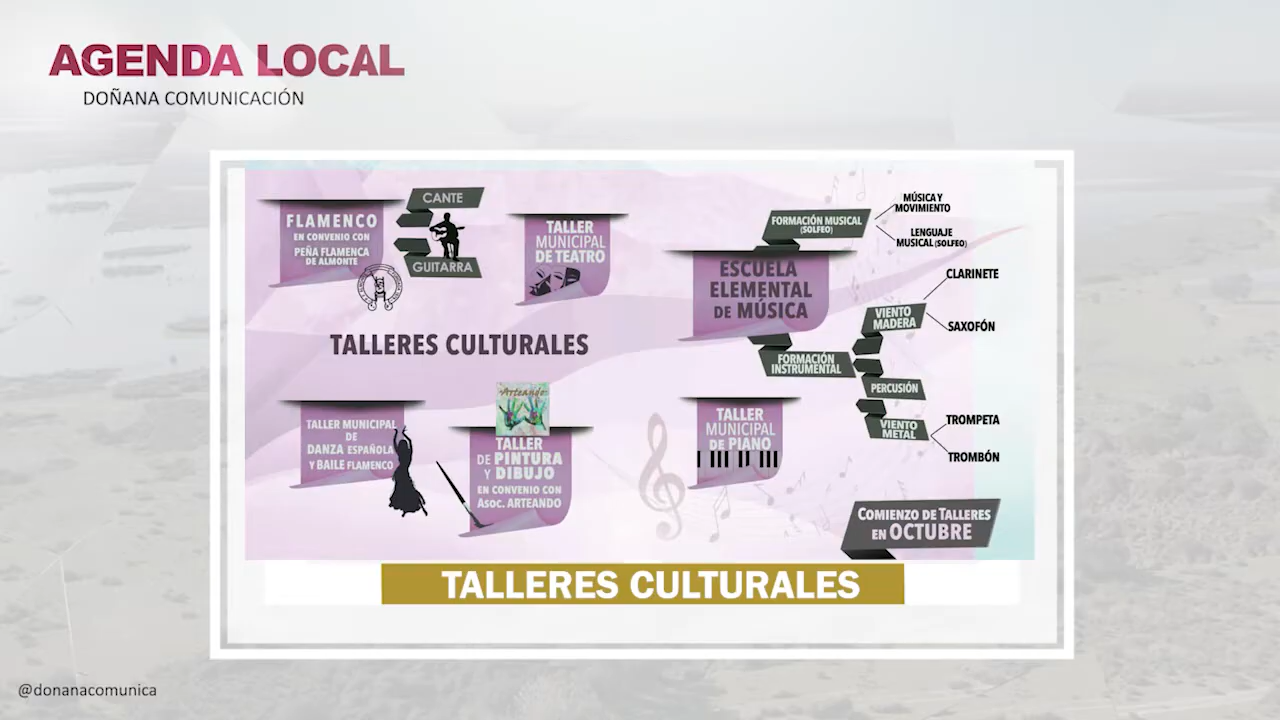 AGENDA LOCAL
DOÑANA COMUNICACIÓN
FLAMENCO
EN CONVENIO CON
PEÑA FLAMENCA
DE ALMONTE
CANTE
GUITARRA
TALLER
MUNICIPAL
DE TEATRO
ESCUELA
ELEMENTAL
DE MÚSICA
FORMACIÓN MUSICAL
(SOLFEO)
MÚSICA Y
MOVIMIENTO
LENGUAJE
MUSICAL (SOLFEO)
FORMACIÓN
INSTRUMENTAL
VIENTO
MADERA
CLARINETE
SAXOFÓN
PERCUSIÓN
VIENTO
METAL
TROMPETA
TROMBÓN
TALLERES CULTURALES
TALLER MUNICIPAL
DE
DANZA ESPAÑOLA
Y BAILE FLAMENCO
Arteando
TALLER
DE PINTURA
Y DIBUJO
EN CONVENIO CON
ASOC. ARTEANDO
TALLER
MUNICIPAL
DE PIANO
COMIENZO DE TALLERES
EN OCTUBRE
TALLERES CULTURALES
@donanacomunica